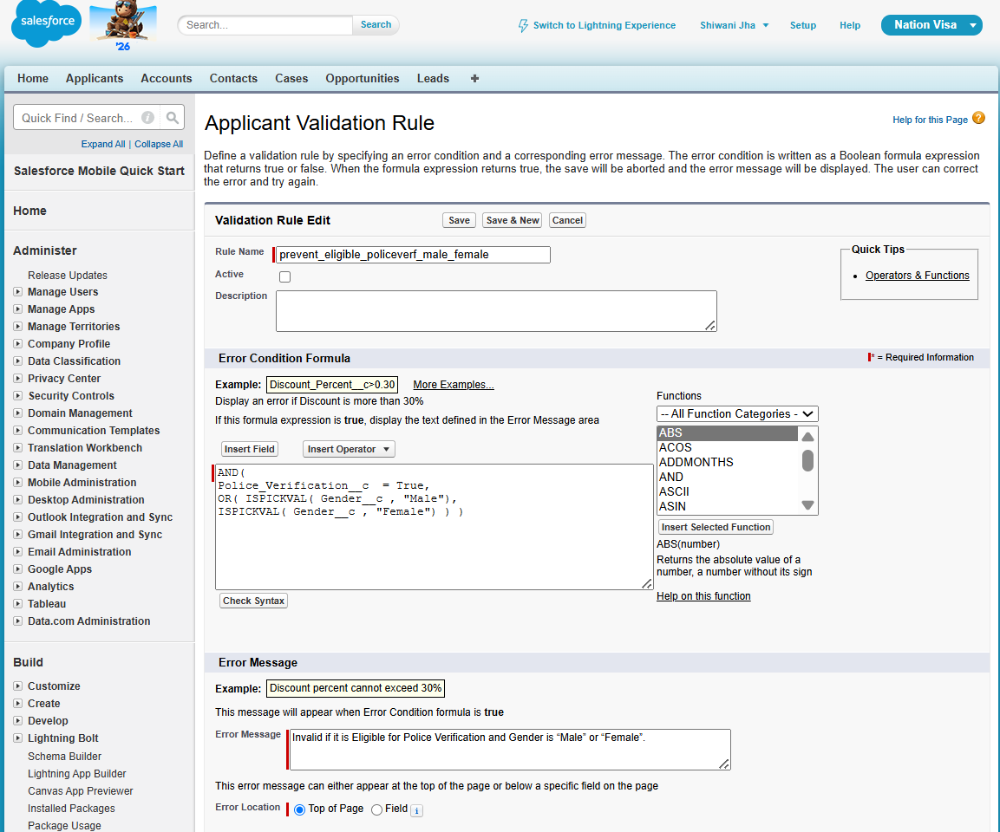 salesforce
'26
Search...
Search
Switch to Lightning Experience
Shiwani Jha
Setup
Help
Nation Visa
Home
Applicants
Accounts
Contacts
Cases
Opportunities
Leads
+
Quick Find / Search...
i
Expand All | Collapse All
Salesforce Mobile Quick Start
Home
Administer
Release Updates
Manage Users
Manage Apps
Manage Territories
Company Profile
Data Classification
Privacy Center
Security Controls
Domain Management
Communication Templates
Translation Workbench
Data Management
Mobile Administration
Desktop Administration
Outlook Integration and Sync
Gmail Integration and Sync
Email Administration
Google Apps
Analytics
Tableau
Data.com Administration
Build
Customize
Create
Develop
Lightning Bolt
Schema Builder
Lightning App Builder
Canvas App Previewer
Installed Packages
Package Usage
Applicant Validation Rule
Help for this Page ?
Define a validation rule by specifying an error condition and a corresponding error message. The error condition is written as a Boolean formula expression
that returns true or false. When the formula expression returns true, the save will be aborted and the error message will be displayed. The user can correct
the error and try again.
Validation Rule Edit
Save
Save & New
Cancel
Rule Name
prevent_eligible_policeverf_male_female
Active
Description
Quick Tips
• Operators & Functions
Error Condition Formula
* = Required Information
Example: Discount_Percent__c>0.30
More Examples...
Display an error if Discount is more than 30%
If this formula expression is true, display the text defined in the Error Message area
Insert Field
Insert Operator
AND(
Police_Verification__c  = True,
OR( ISPICKVAL( Gender__c , "Male"),
ISPICKVAL( Gender__c , "Female") ) )
Check Syntax
Functions
-- All Function Categories -
ABS
ACOS
ADDMONTHS
AND
ASCII
ASIN
Insert Selected Function
ABS(number)
Returns the absolute value of a
number, a number without its sign
Help on this function
Error Message
Example: Discount percent cannot exceed 30%
This message will appear when Error Condition formula is true
Error Message
Invalid if it is Eligible for Police Verification and Gender is “Male” or “Female”.
This error message can either appear at the top of the page or below a specific field on the page
Error Location
Top of Page
Field
i